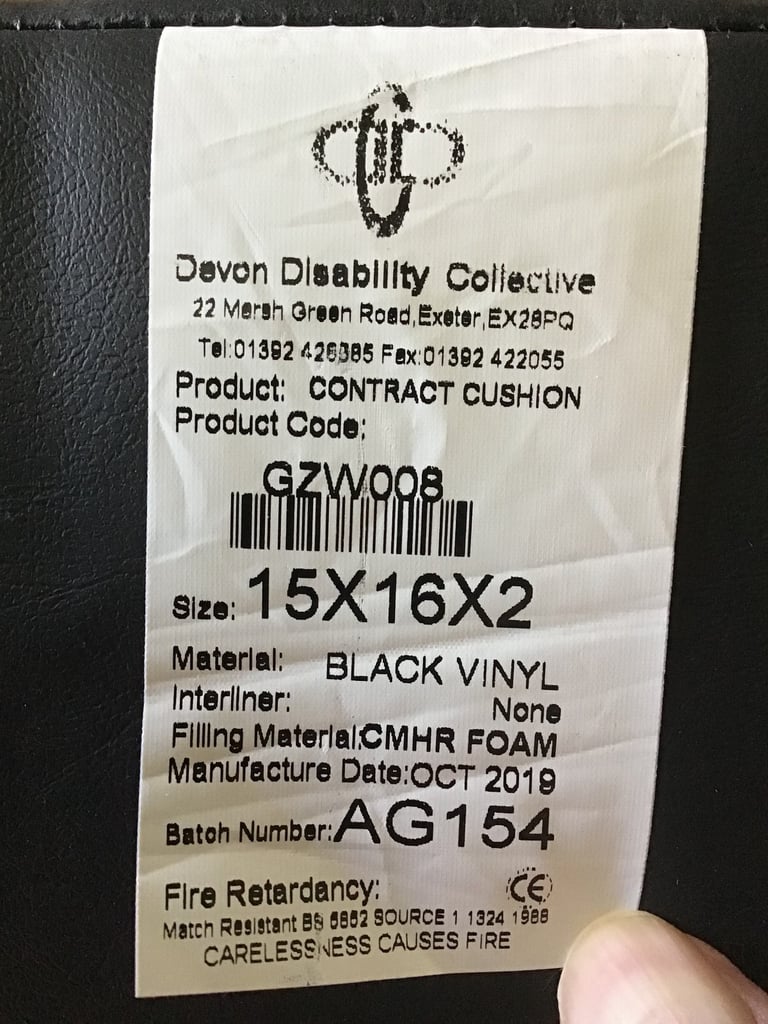 Devon Disability Collective
22 Marsh Green Road,Exeter,EX28PQ
Tel:01392 Fax:01392 422055
Product: CONTRACT CUSHION
Product Code:
GZW008
Size: 15X16X2
Material: BLACK VINYL
Interliner: None
Filling Material:CMHR FOAM
Manufacture Date:OCT 2019
Batch Number:AG154
Fire Retardancy: CE
Match Resistant BS 5852 SOURCE 1 1324 1988
CARELESSNESS CAUSES FIRE